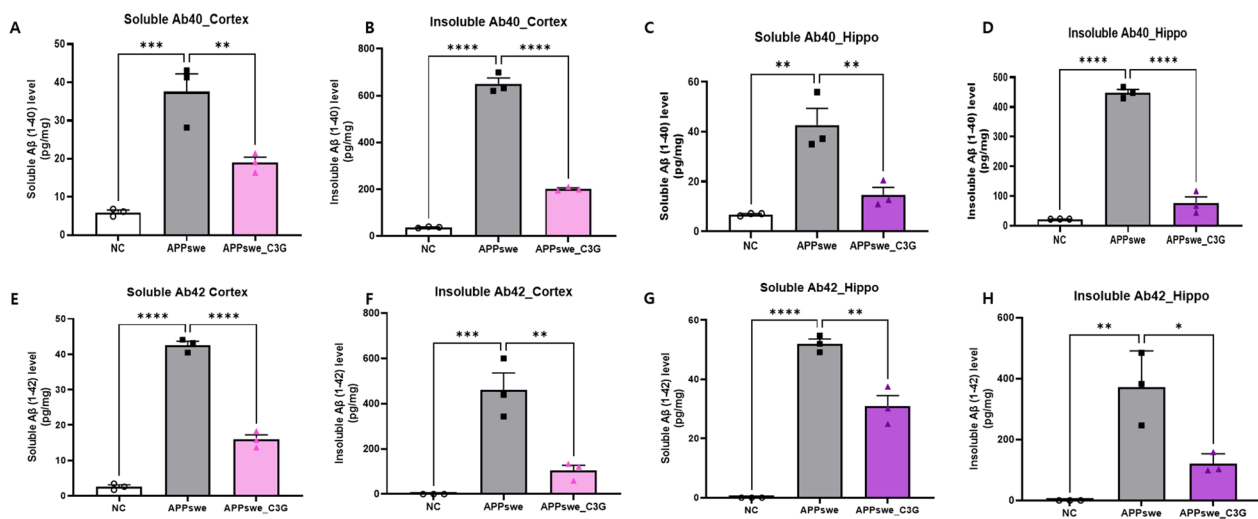 A
Soluble Ab40_Cortex
*** **
Soluble Aβ (1-40) level
(pg/mg)
50
40
30
20
10
0
NC APPswe APPswe_C3G
B
Insoluble Ab40_Cortex
**** ****
Insoluble Aβ (1-40) level
(pg/mg)
800
600
400
200
0
NC APPswe APPswe_C3G
C
Soluble Ab40_Hippo
** **
Soluble Aβ (1-40) level
(pg/mg)
60
40
20
0
NC APPswe APPswe_C3G
D
Insoluble Ab40_Hippo
**** ****
Insoluble Aβ (1-40) level
(pg/mg)
500
400
300
200
100
0
NC APPswe APPswe_C3G
E
Soluble Ab42 Cortex
**** ****
Soluble Aβ (1-42) level
(pg/mg)
50
40
30
20
10
0
NC APPswe APPswe_C3G
F
Insoluble Ab42_Cortex
*** **
Insoluble Aβ (1-42) level
(pg/mg)
800
600
400
200
0
NC APPswe APPswe_C3G
G
Soluble Ab42_Hippo
**** **
Soluble Aβ (1-42) level
(pg/mg)
60
40
20
0
NC APPswe APPswe_C3G
H
Insoluble Ab42_Hippo
** *
Insoluble Aβ (1-42) level
(pg/mg)
600
400
200
0
NC APPswe APPswe_C3G